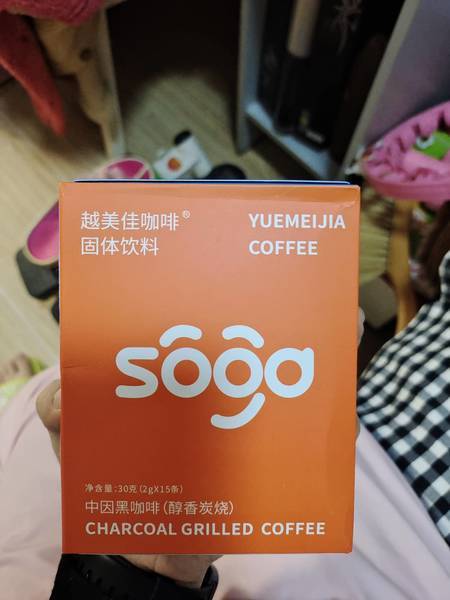 越美佳咖啡®
固体饮料
YUEMEIJIA
COFFEE
soga
净含量:30克(2gX15条)
中因黑咖啡(醇香炭烧)
CHARCOAL GRILLED COFFEE